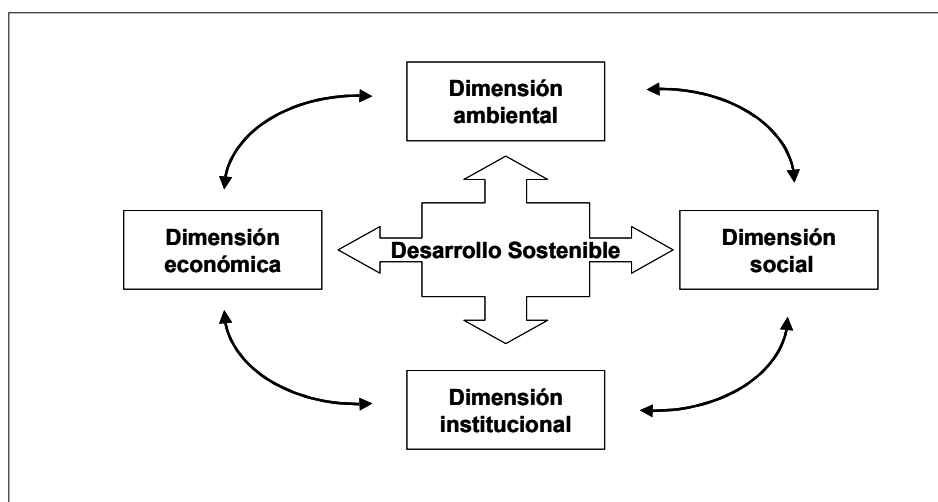 Dimensión
ambiental
Dimensión
económica
Desarrollo Sostenible
Dimensión
social
Dimensión
institucional